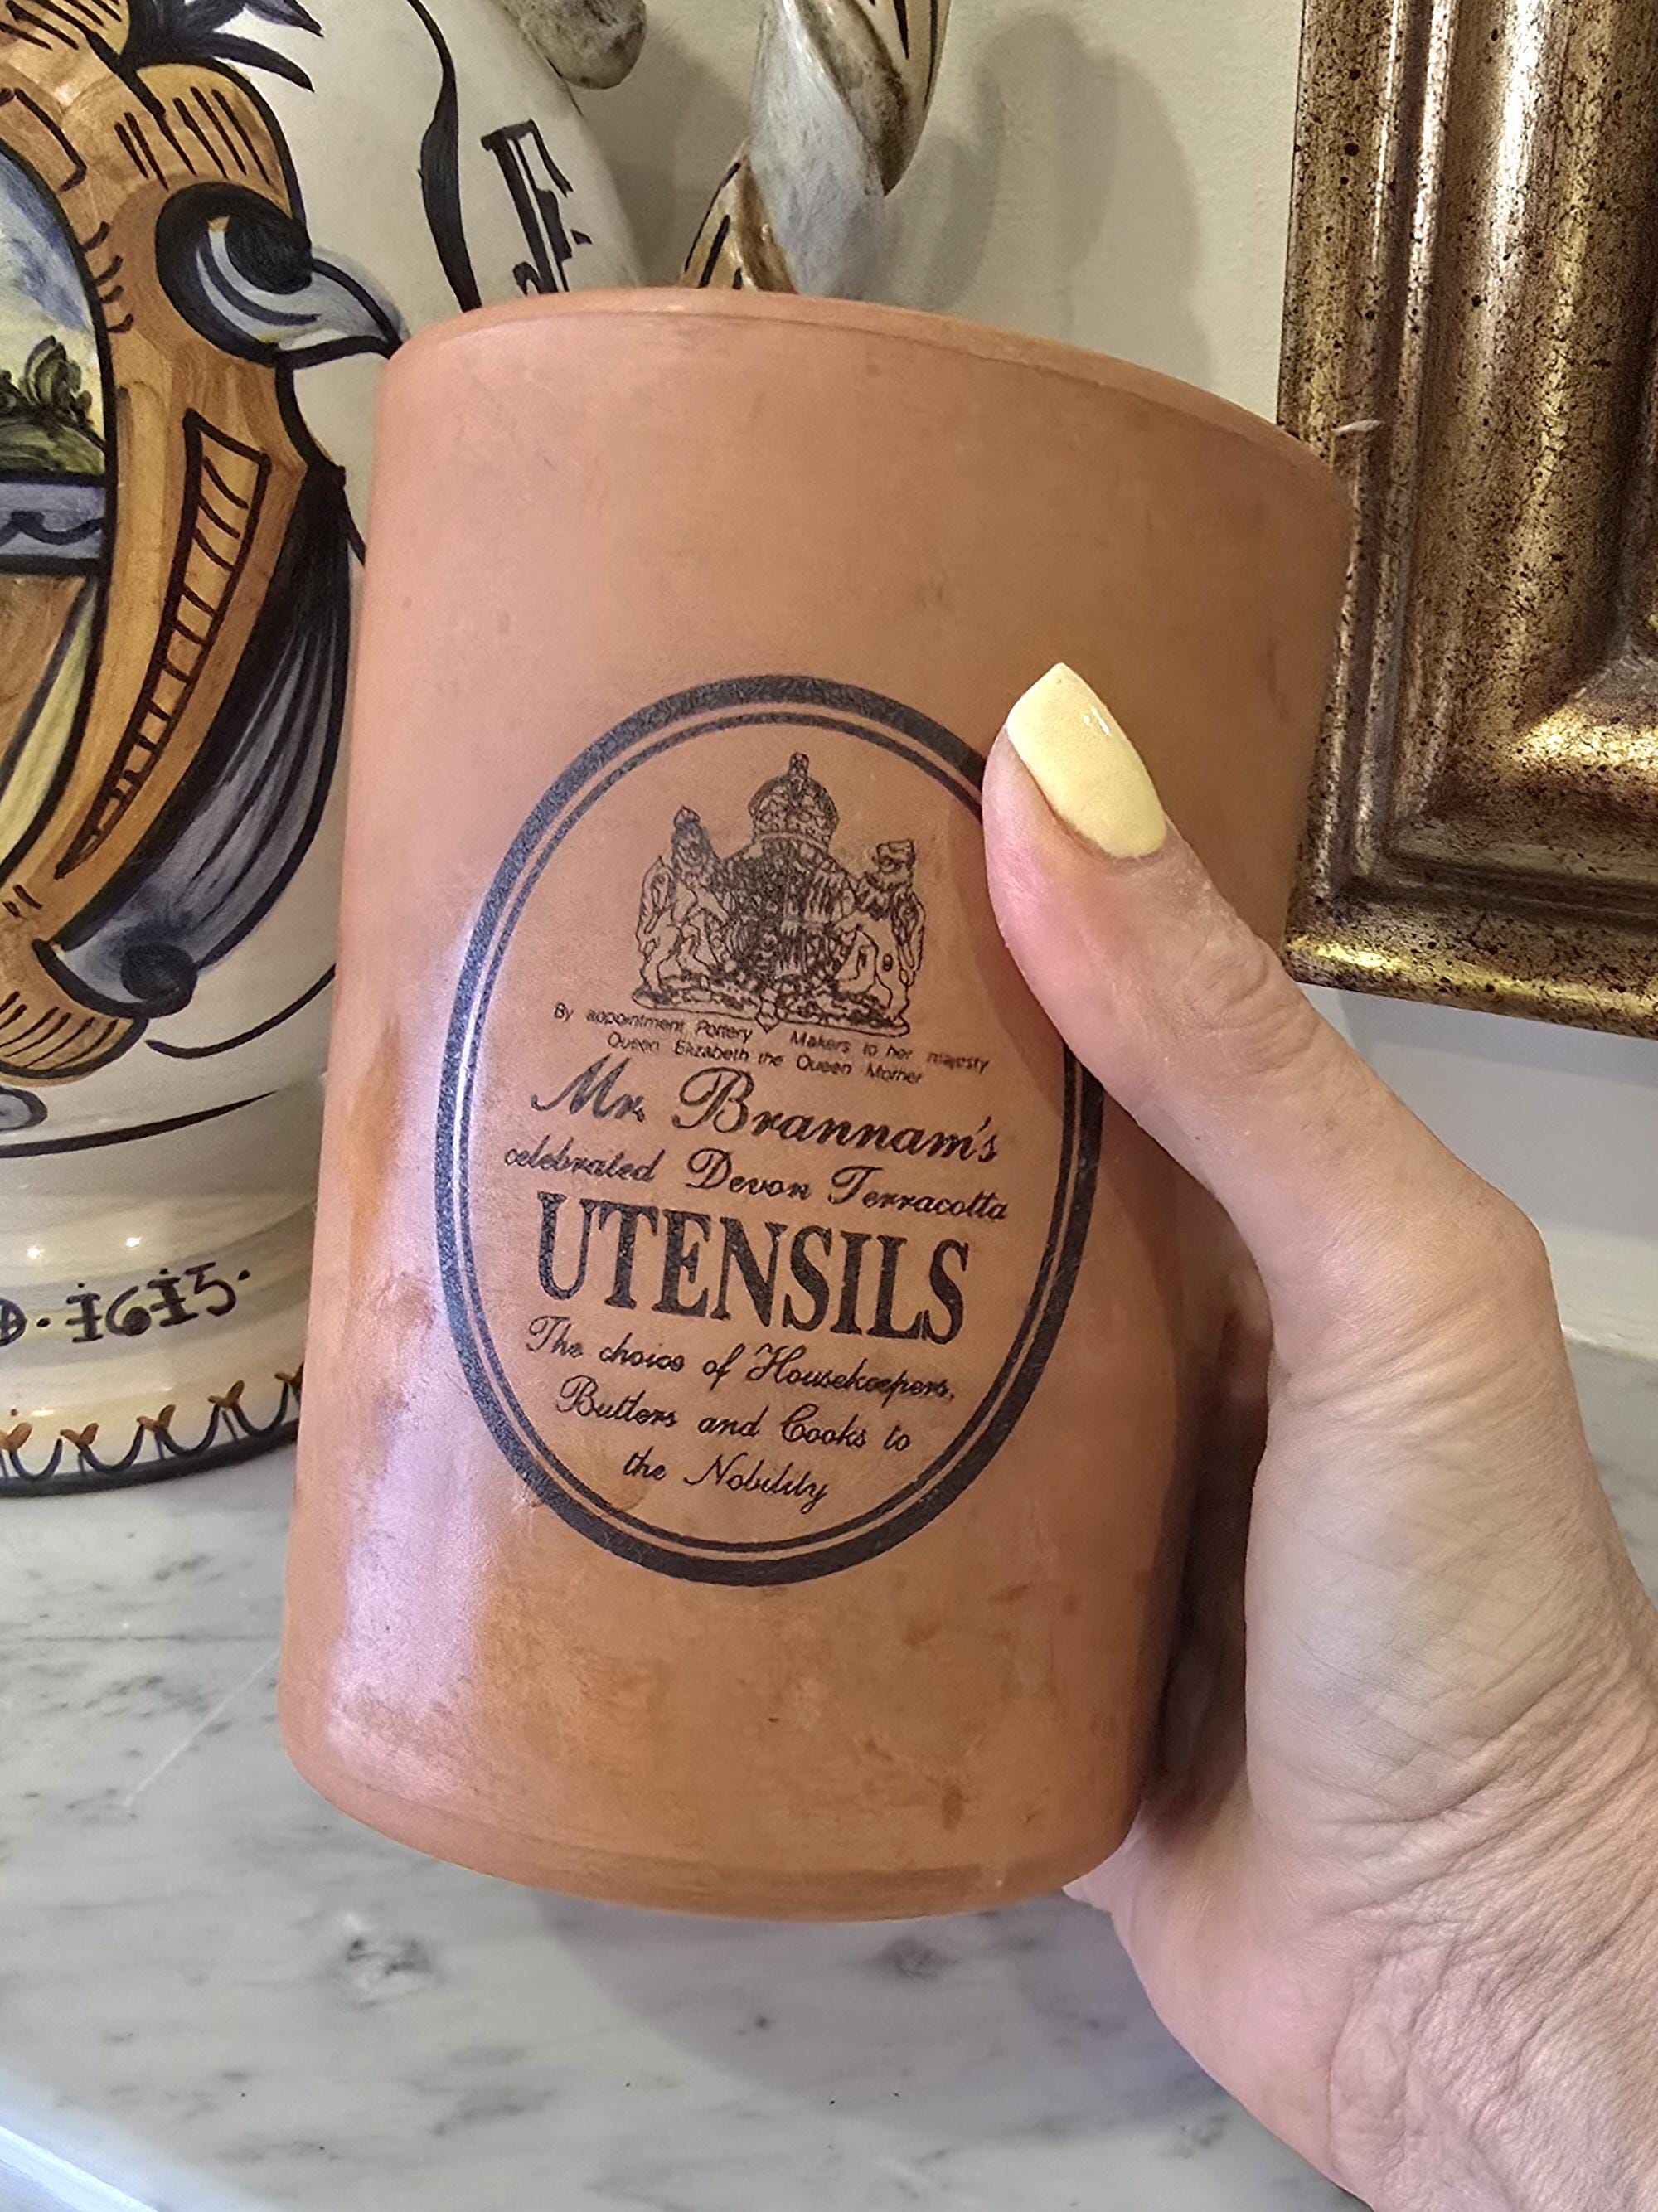 By appointment Pottery Makers to her majesty
Queen Elizabeth the Queen Mother
Mr. Brannam's
celebrated Devon Terracotta
UTENSILS
The choice of Housekeepers,
Butlers and Cooks to
the Nobility
1615.